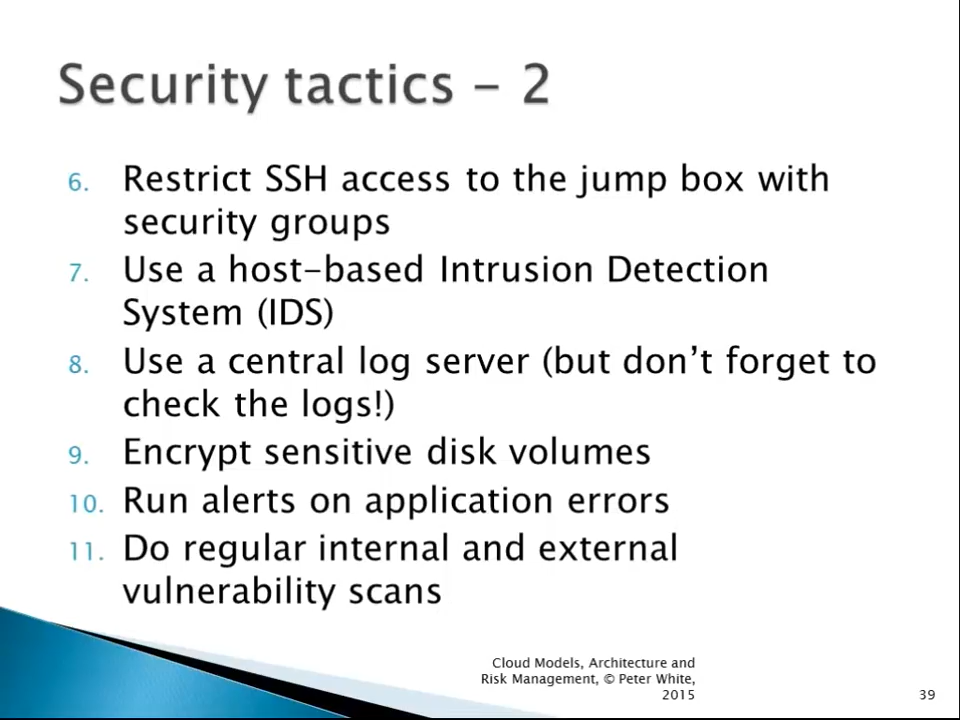 Security tactics – 2
6. Restrict SSH access to the jump box with
security groups
7. Use a host-based Intrusion Detection
System (IDS)
8. Use a central log server (but don’t forget to
check the logs!)
9. Encrypt sensitive disk volumes
10. Run alerts on application errors
11. Do regular internal and external
vulnerability scans
Cloud Models, Architecture and
Risk Management, © Peter White,
2015
39